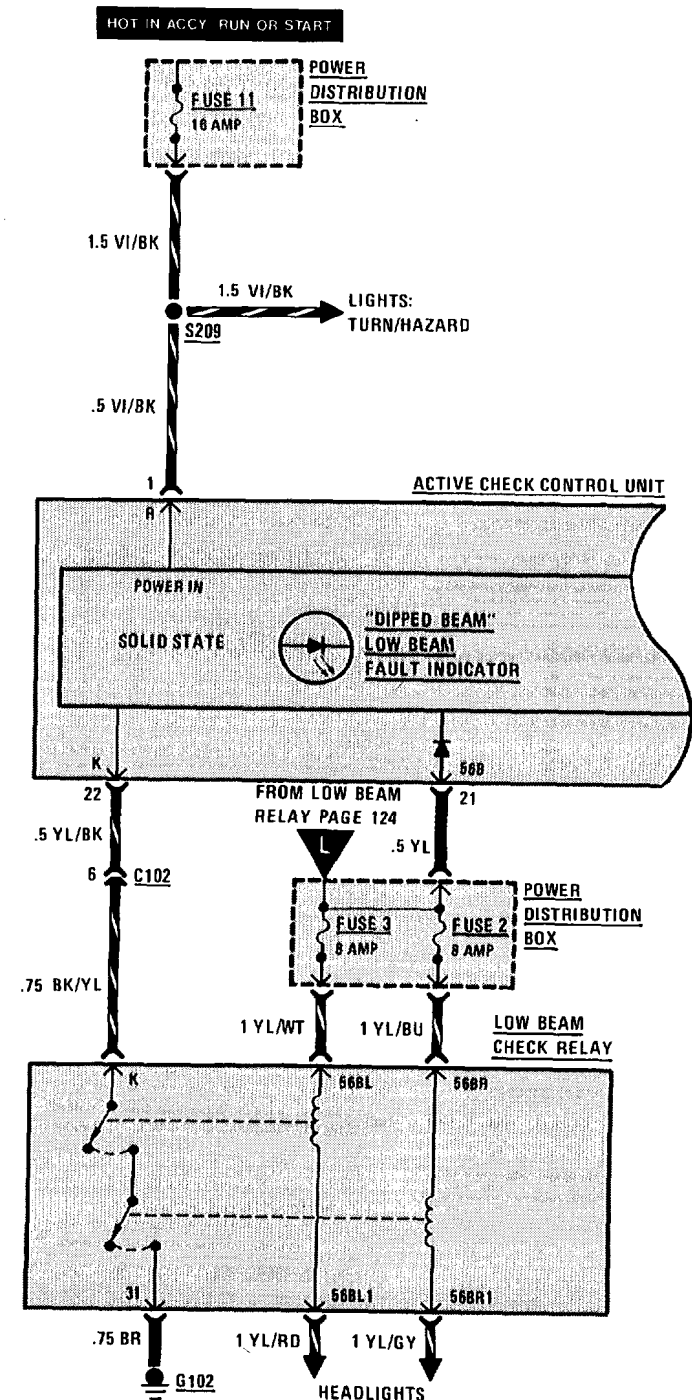 HOT IN ACCY RUN OR START
POWER
DISTRIBUTION
BOX
FUSE 11
16 AMP
1.5 VI/BK
1.5 VI/BK
LIGHTS:
TURN/HAZARD
S209
.5 VI/BK
1
ACTIVE CHECK CONTROL UNIT
R
POWER IN
SOLID STATE
"DIPPED BEAM"
LOW BEAM
FAULT INDICATOR
K
56B
22
FROM LOW BEAM
RELAY PAGE 124
21
.5 YL/BK
L
.5 YL
6
C102
POWER
DISTRIBUTION
BOX
FUSE 3
8 AMP
FUSE 2
8 AMP
.75 BK/YL
1 YL/WT
1 YL/BU
LOW BEAM
CHECK RELAY
K
56BL
56BR
31
56BL1
56BR1
.75 BR
1 YL/RD
1 YL/GY
G102
HEADLIGHTS